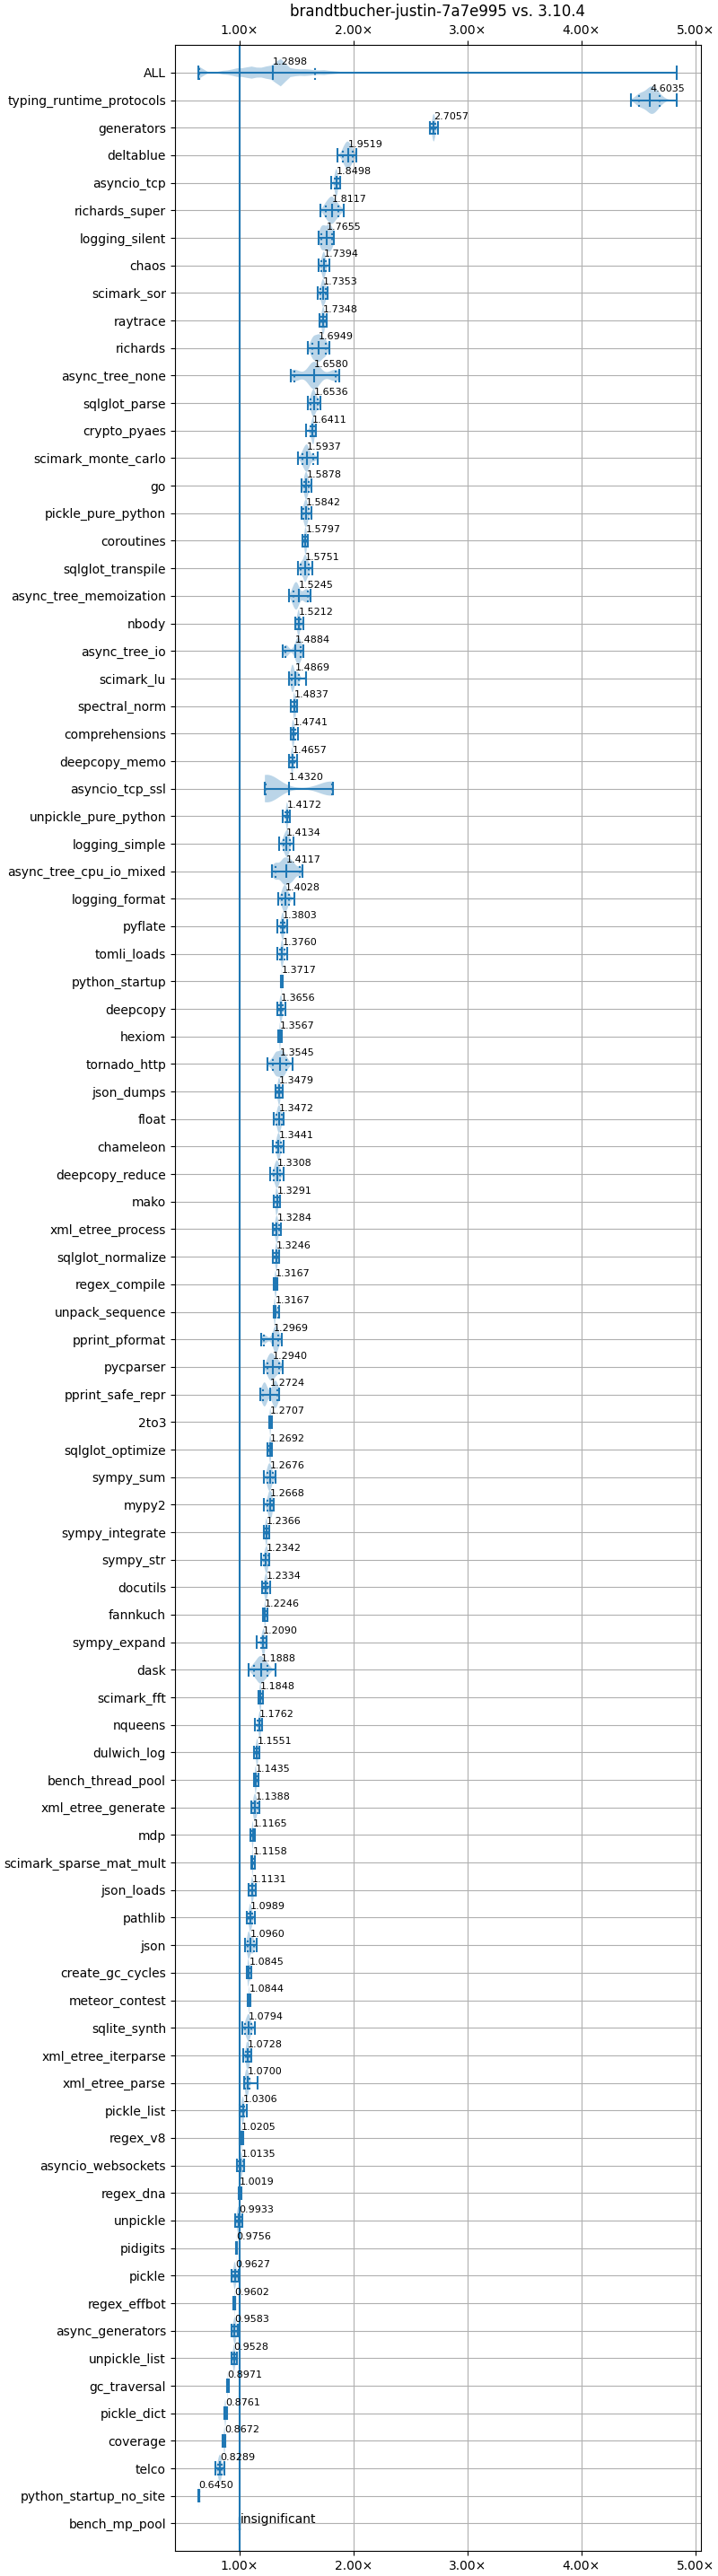 brandtbucher-justin-7a7e995 vs. 3.10.4
1.00× 2.00× 3.00× 4.00× 5.00×
ALL 1.2898
typing_runtime_protocols 4.6035
generators 2.7057
deltablue 1.9519
asyncio_tcp 1.8498
richards_super 1.8117
logging_silent 1.7655
chaos 1.7394
scimark_sor 1.7353
raytrace 1.7348
richards 1.6949
async_tree_none 1.6580
sqlglot_parse 1.6536
crypto_pyaes 1.6411
scimark_monte_carlo 1.5937
go 1.5878
pickle_pure_python 1.5842
coroutines 1.5797
sqlglot_transpile 1.5751
async_tree_memoization 1.5245
nbody 1.5212
async_tree_io 1.4884
scimark_lu 1.4869
spectral_norm 1.4837
comprehensions 1.4741
deepcopy_memo 1.4657
asyncio_tcp_ssl 1.4320
unpickle_pure_python 1.4172
logging_simple 1.4134
async_tree_cpu_io_mixed 1.4117
logging_format 1.4028
pyflate 1.3803
tomli_loads 1.3760
python_startup 1.3717
deepcopy 1.3656
hexiom 1.3567
tornado_http 1.3545
json_dumps 1.3479
float 1.3472
chameleon 1.3441
deepcopy_reduce 1.3308
mako 1.3291
xml_etree_process 1.3284
sqlglot_normalize 1.3246
regex_compile 1.3167
unpack_sequence 1.3167
pprint_pformat 1.2969
pycparser 1.2940
pprint_safe_repr 1.2724
2to3 1.2707
sqlglot_optimize 1.2692
sympy_sum 1.2676
mypy2 1.2668
sympy_integrate 1.2366
sympy_str 1.2342
docutils 1.2334
fannkuch 1.2246
sympy_expand 1.2090
dask 1.1888
scimark_fft 1.1848
nqueens 1.1762
dulwich_log 1.1551
bench_thread_pool 1.1435
xml_etree_generate 1.1388
mdp 1.1165
scimark_sparse_mat_mult 1.1158
json_loads 1.1131
pathlib 1.0989
json 1.0960
create_gc_cycles 1.0845
meteor_contest 1.0844
sqlite_synth 1.0794
xml_etree_iterparse 1.0728
xml_etree_parse 1.0700
pickle_list 1.0306
regex_v8 1.0205
asyncio_websockets 1.0135
regex_dna 1.0019
unpickle 0.9933
pidigits 0.9756
pickle 0.9627
regex_effbot 0.9602
async_generators 0.9583
unpickle_list 0.9528
gc_traversal 0.8971
pickle_dict 0.8761
coverage 0.8672
telco 0.8289
python_startup_no_site 0.6450
bench_mp_pool insignificant
1.00× 2.00× 3.00× 4.00× 5.00×